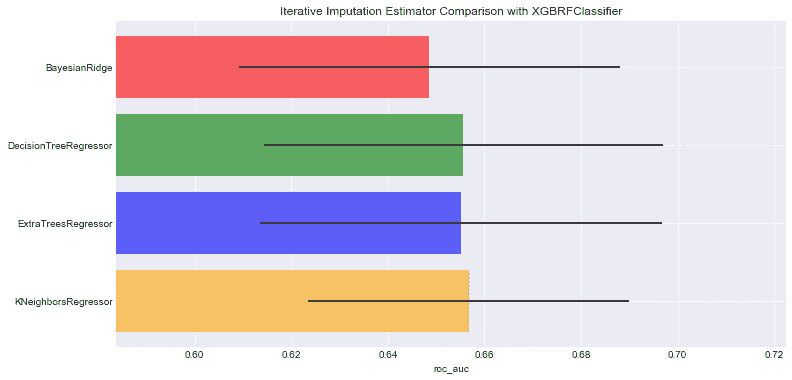 Iterative Imputation Estimator Comparison with XGBRFClassifier
BayesianRidge
DecisionTreeRegressor
ExtraTreesRegressor
KNeighborsRegressor
0.60 0.62 0.64 0.66 0.68 0.70 0.72
roc_auc